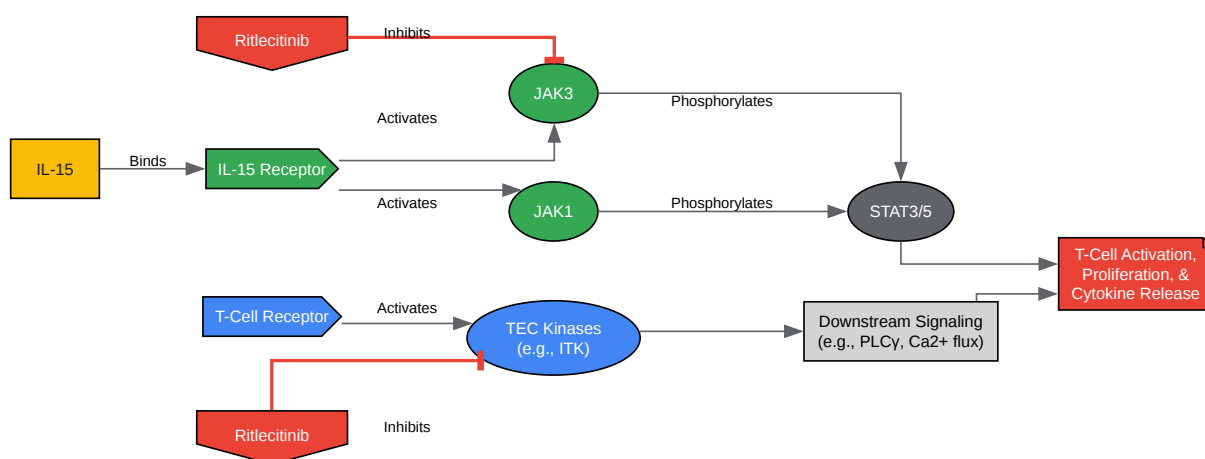 Ritlecitinib
Inhibits
JAK3
Phosphorylates
Activates
IL-15
Binds
IL-15 Receptor
Activates
JAK1
Phosphorylates
STAT3/5
T-Cell Activation,
Proliferation, &
Cytokine Release
T-Cell Receptor
Activates
TEC Kinases
(e.g., ITK)
Downstream Signaling
(e.g., PLCγ, Ca2+ flux)
Ritlecitinib
Inhibits